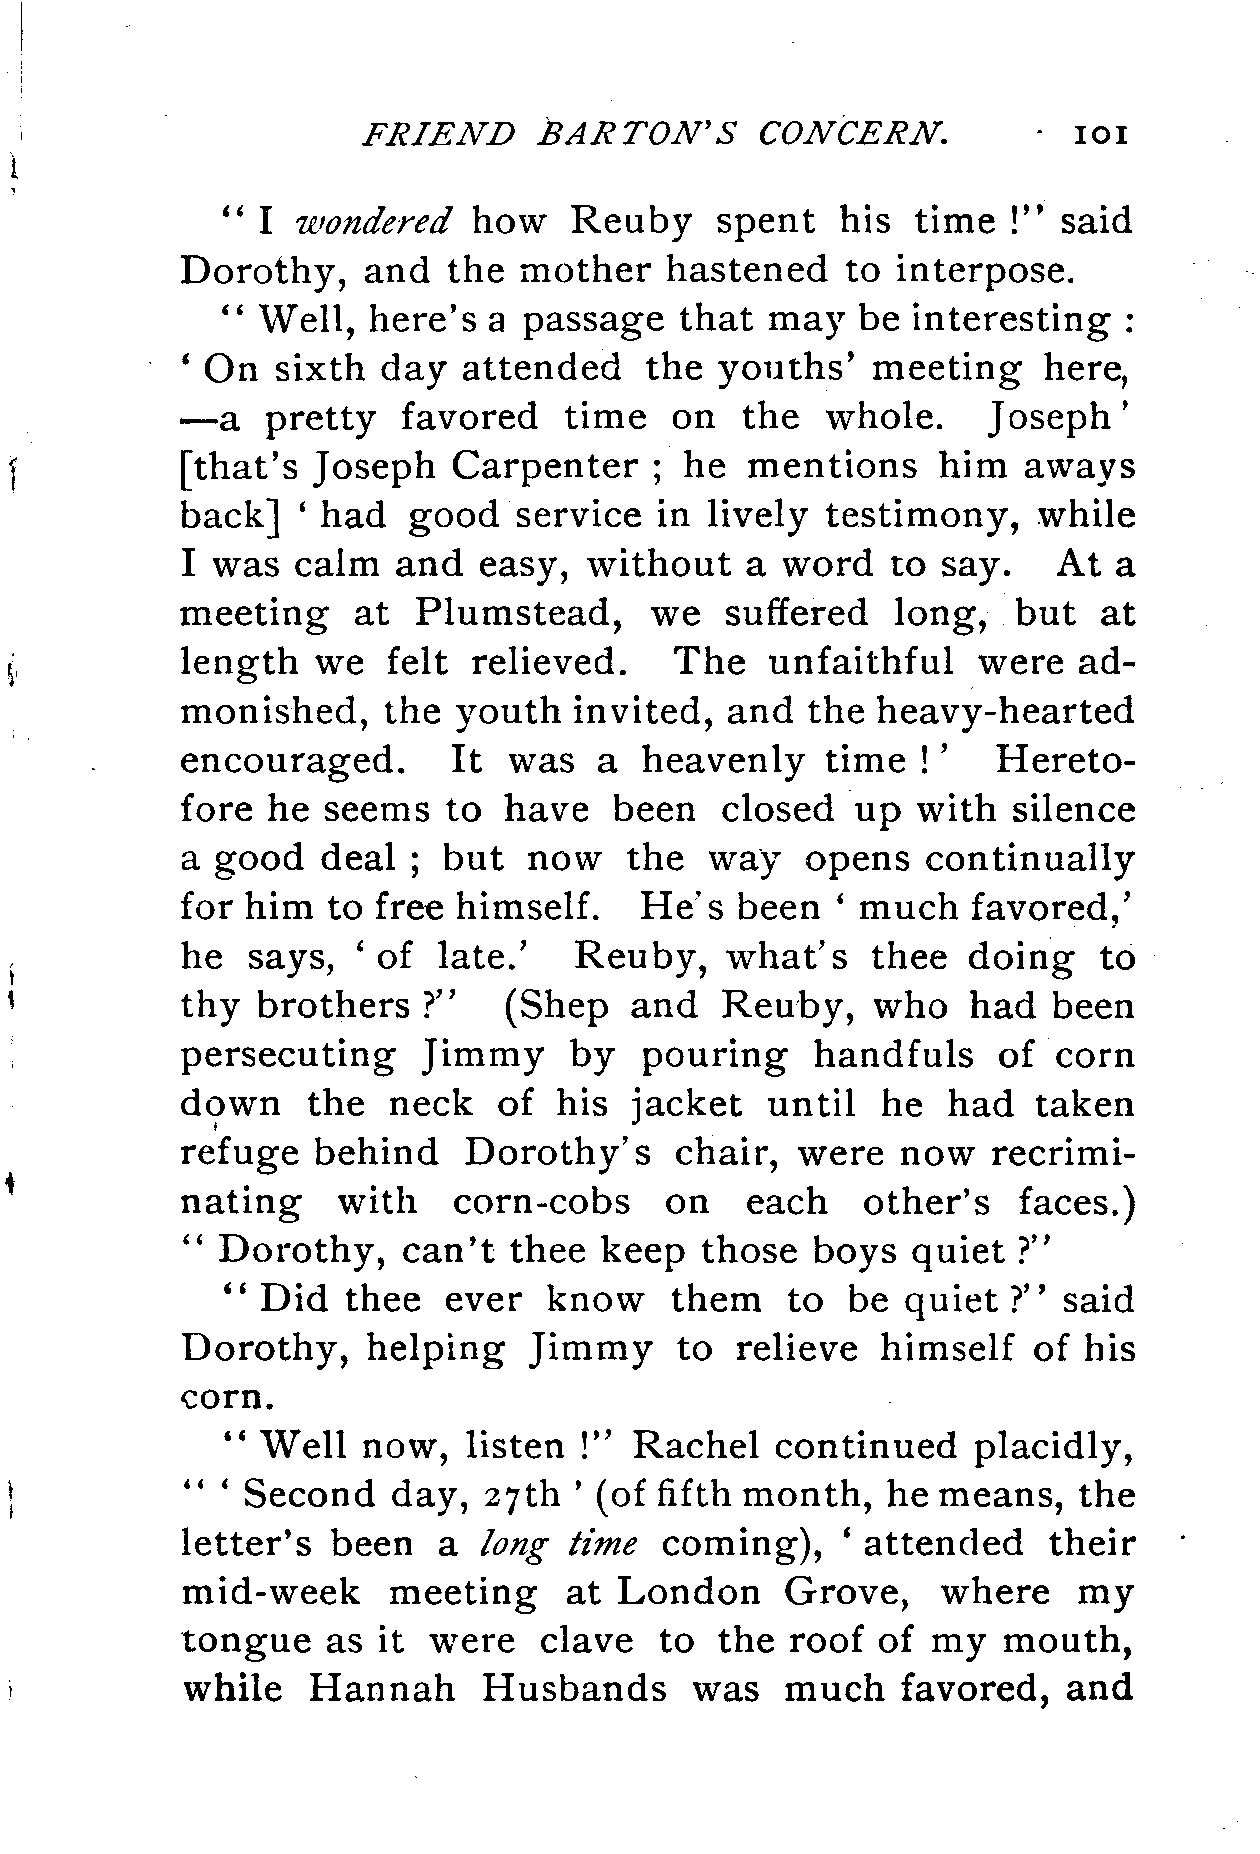 FRIEND BARTON'S CONCERN. 101
" I wondered how Reuby spent his time !" said
Dorothy, and the mother hastened to interpose.
" Well, here's a passage that may be interesting :
' On sixth day attended the youths' meeting here,
—a pretty favored time on the whole. Joseph '
[that's Joseph Carpenter ; he mentions him aways
back] ' had good service in lively testimony, while
I was calm and easy, without a word to say. At a
meeting at Plumstead, we suffered long, but at
length we felt relieved. The unfaithful were ad-
monished, the youth invited, and the heavy-hearted
encouraged. It was a heavenly time ! ' Hereto-
fore he seems to have been closed up with silence
a good deal ; but now the way opens continually
for him to free himself. He's been ' much favored,'
he says, ' of late.' Reuby, what's thee doing to
thy brothers ?" (Shep and Reuby, who had been
persecuting Jimmy by pouring handfuls of corn
down the neck of his jacket until he had taken
refuge behind Dorothy's chair, were now recrimi-
nating with corn-cobs on each other's faces.)
" Dorothy, can't thee keep those boys quiet ?"
" Did thee ever know them to be quiet ?" said
Dorothy, helping Jimmy to relieve himself of his
corn.
" Well now, listen !" Rachel continued placidly,
" ' Second day, 27th ' (of fifth month, he means, the
letter's been a long time coming), ' attended their
mid-week meeting at London Grove, where my
tongue as it were clave to the roof of my mouth,
while Hannah Husbands was much favored, and